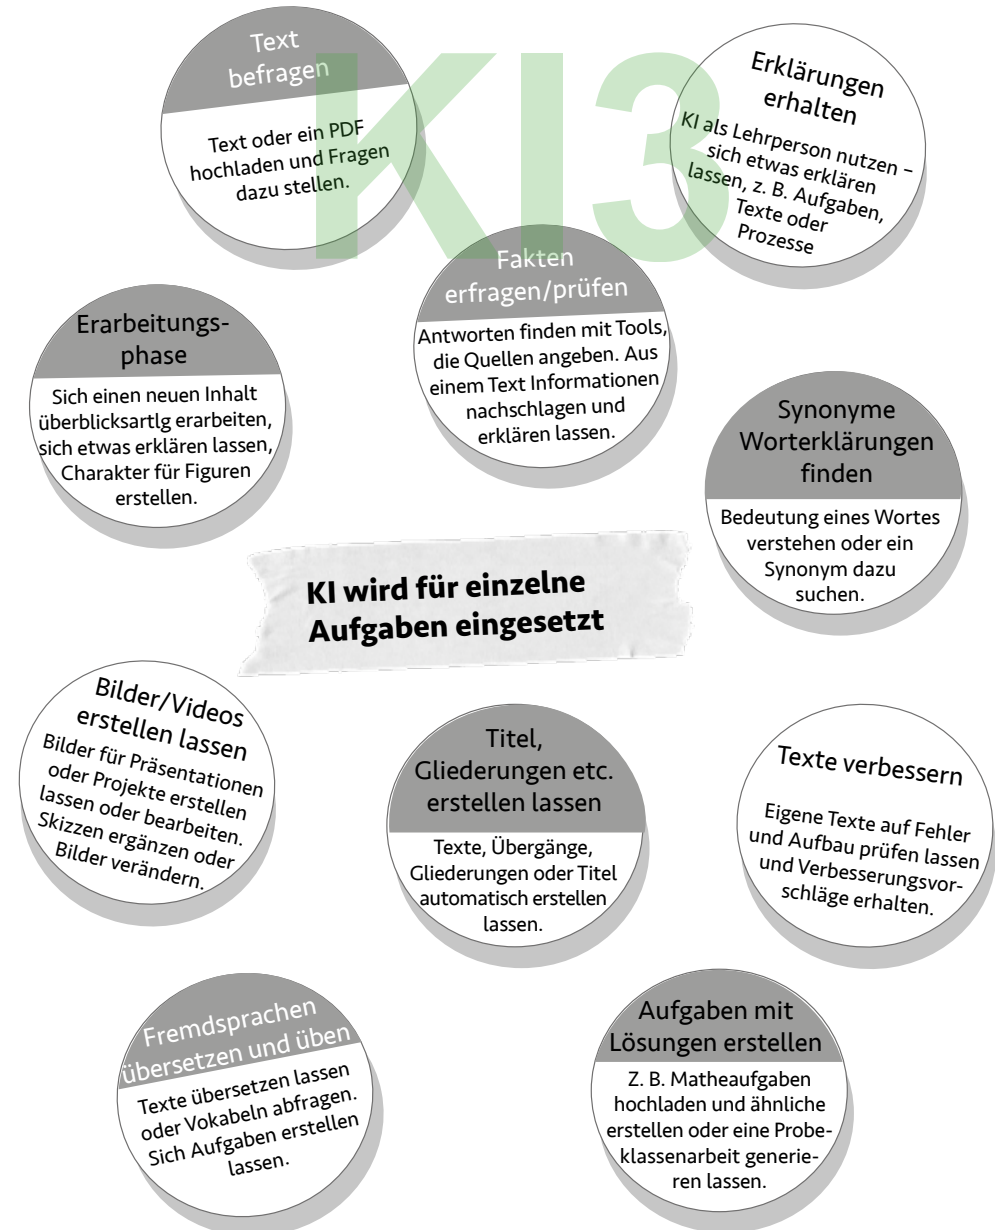 KI3
Text
befragen
Text oder ein PDF
hochladen und Fragen
dazu stellen.
Erklärungen
erhalten
KI als Lehrperson nutzen –
sich etwas erklären
lassen, z. B. Aufgaben,
Texte oder
Prozesse
Fakten
erfragen/prüfen
Antworten finden mit Tools,
die Quellen angeben. Aus
einem Text Informationen
nachschlagen und
erklären lassen.
Erarbeitungs-
phase
Sich einen neuen Inhalt
überblicksartlg erarbeiten,
sich etwas erklären lassen,
Charakter für Figuren
erstellen.
Synonyme
Worterklärungen
finden
Bedeutung eines Wortes
verstehen oder ein
Synonym dazu
suchen.
KI wird für einzelne
Aufgaben eingesetzt
Bilder/Videos
erstellen lassen
Bilder für Präsentationen
oder Projekte erstellen
lassen oder bearbeiten.
Skizzen ergänzen oder
Bilder verändern.
Titel,
Gliederungen etc.
erstellen lassen
Texte, Übergänge,
Gliederungen oder Titel
automatisch erstellen
lassen.
Texte verbessern
Eigene Texte auf Fehler
und Aufbau prüfen lassen
und Verbesserungsvor-
schläge erhalten.
Fremdsprachen
übersetzen und üben
Texte übersetzen lassen
oder Vokabeln abfragen.
Sich Aufgaben erstellen
lassen.
Aufgaben mit
Lösungen erstellen
Z. B. Matheaufgaben
hochladen und ähnliche
erstellen oder eine Probe-
klassenarbeit generie-
ren lassen.